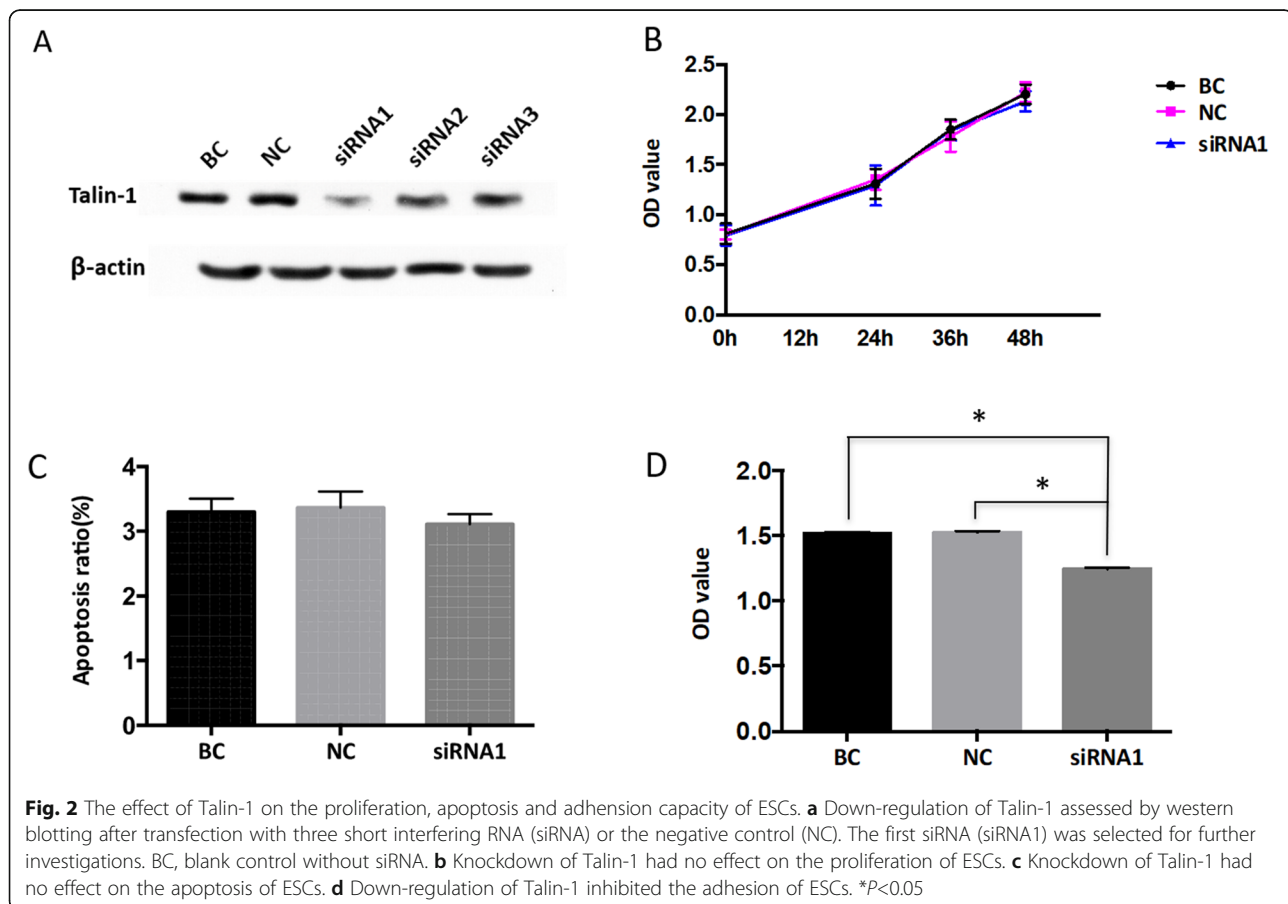 A
BC NC siRNA1 siRNA2 siRNA3
Talin-1
β-actin
B
2.5
2.0
1.5
1.0
0.5
0.0
OD value
0h 12h 24h 36h 48h
BC
NC
siRNA1
C
4
3
2
1
0
Apoptosis ratio(%)
BC NC siRNA1
D
*
*
2.0
1.5
1.0
0.5
0.0
OD value
BC NC siRNA1
Fig. 2 The effect of Talin-1 on the proliferation, apoptosis and adhension capacity of ESCs. a Down-regulation of Talin-1 assessed by western
blotting after transfection with three short interfering RNA (siRNA) or the negative control (NC). The first siRNA (siRNA1) was selected for further
investigations. BC, blank control without siRNA. b Knockdown of Talin-1 had no effect on the proliferation of ESCs. c Knockdown of Talin-1 had
no effect on the apoptosis of ESCs. d Down-regulation of Talin-1 inhibited the adhesion of ESCs. *P<0.05